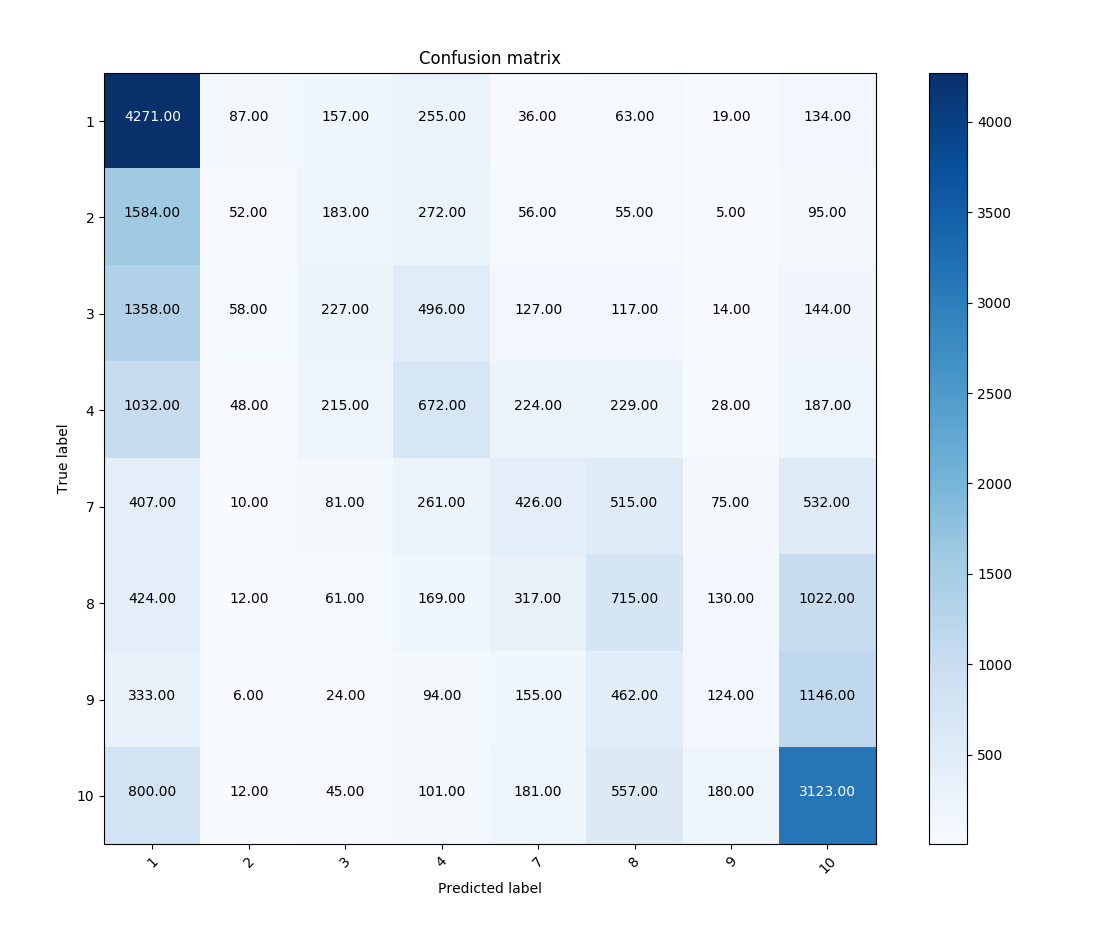 Confusion matrix
True label
1 4271.00 87.00 157.00 255.00 36.00 63.00 19.00 134.00
2 1584.00 52.00 183.00 272.00 56.00 55.00 5.00 95.00
3 1358.00 58.00 227.00 496.00 127.00 117.00 14.00 144.00
4 1032.00 48.00 215.00 672.00 224.00 229.00 28.00 187.00
7 407.00 10.00 81.00 261.00 426.00 515.00 75.00 532.00
8 424.00 12.00 61.00 169.00 317.00 715.00 130.00 1022.00
9 333.00 6.00 24.00 94.00 155.00 462.00 124.00 1146.00
10 800.00 12.00 45.00 101.00 181.00 557.00 180.00 3123.00
1 2 3 4 7 8 9 10
Predicted label
4000
3500
3000
2500
2000
1500
1000
500